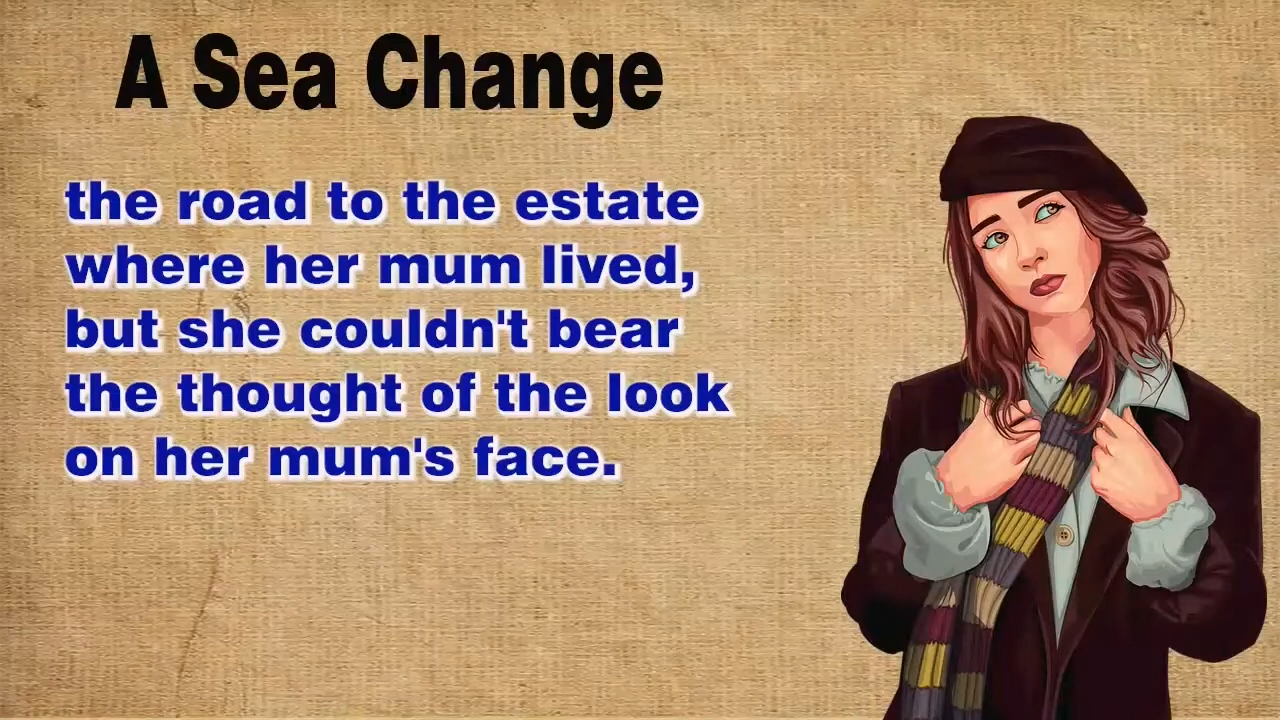 A Sea Change
the road to the estate
where her mum lived,
but she couldn't bear
the thought of the look
on her mum's face.